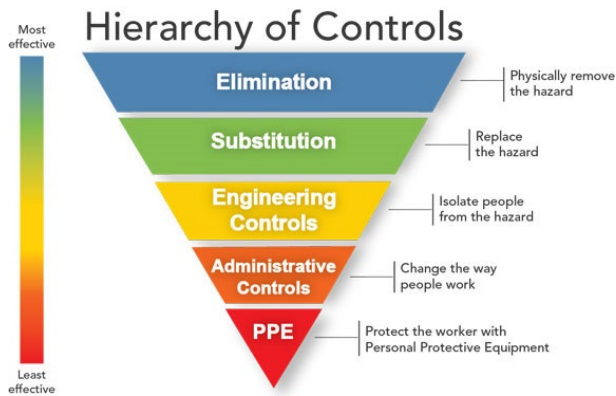 Hierarchy of Controls
Most
effective
Elimination
Physically remove
the hazard
Substitution
Replace
the hazard
Engineering
Controls
Isolate people
from the hazard
Administrative
Controls
Change the way
people work
PPE
Protect the worker with
Personal Protective Equipment
Least
effective